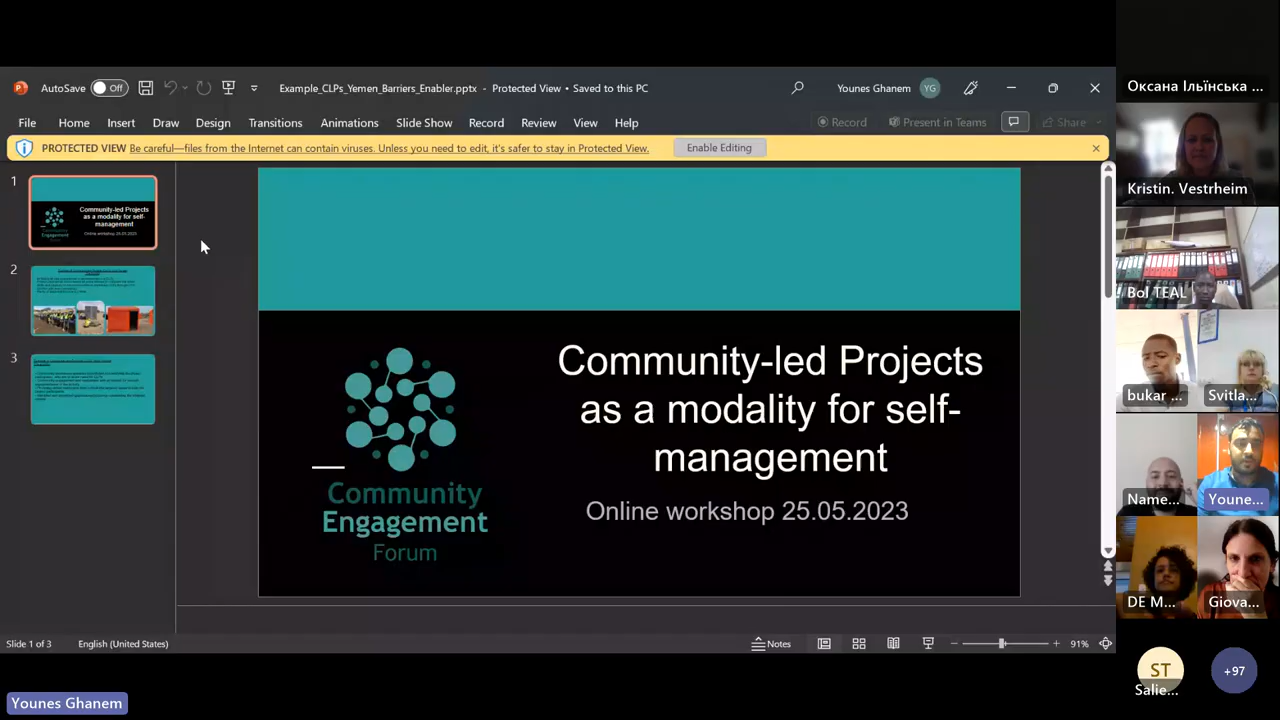 AutoSave Off
Example_CLPs_Yemen_Barriers_Enabler.pptx - Protected View • Saved to this PC
Younes Ghanem YG
File Home Insert Draw Design Transitions Animations Slide Show Record Review View Help
Record Present in Teams Share
PROTECTED VIEW Be careful—files from the Internet can contain viruses. Unless you need to edit, it's safer to stay in Protected View. Enable Editing
1
Community-led Projects
as a modality for self-
management
Online workshop 25.05.2023
Community
Engagement
Forum
2
3
Community-led Projects
as a modality for self-
management
Online workshop 25.05.2023
Community
Engagement
Forum
Slide 1 of 3 English (United States)
Notes
91%
Younes Ghanem
Оксана Ільїнська ...
Kristin. Vestrheim
Bol TEAL
bukar ... Svitla...
Name... Youne...
DE M... Giova...
ST
Salie...
+97